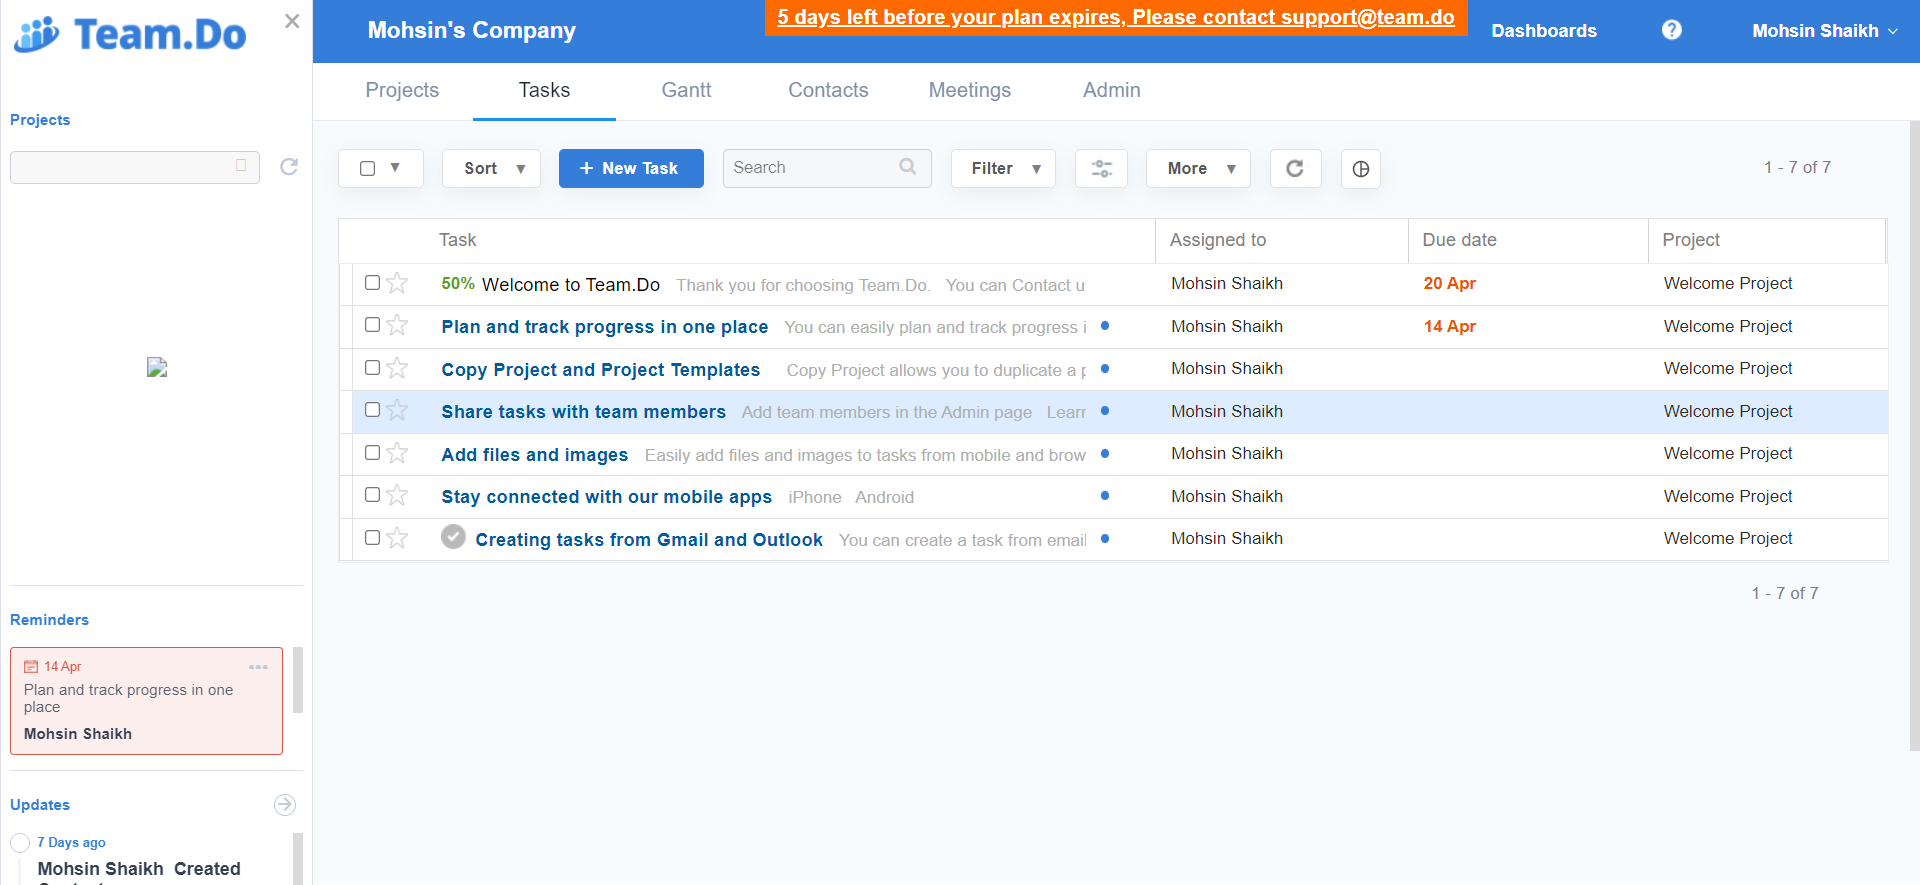 Team.Do
Mohsin's Company
5 days left before your plan expires, Please contact support@team.do
Dashboards
?
Mohsin Shaikh
Projects Tasks Gantt Contacts Meetings Admin
Projects
Sort
+ New Task
Search
Filter
More
1 - 7 of 7
Task Assigned to Due date Project
50% Welcome to Team.Do Thank you for choosing Team.Do. You can Contact u Mohsin Shaikh 20 Apr Welcome Project
Plan and track progress in one place You can easily plan and track progress i Mohsin Shaikh 14 Apr Welcome Project
Copy Project and Project Templates Copy Project allows you to duplicate a p Mohsin Shaikh Welcome Project
Share tasks with team members Add team members in the Admin page Learr Mohsin Shaikh Welcome Project
Add files and images Easily add files and images to tasks from mobile and brow Mohsin Shaikh Welcome Project
Stay connected with our mobile apps iPhone Android Mohsin Shaikh Welcome Project
Creating tasks from Gmail and Outlook You can create a task from email Mohsin Shaikh Welcome Project
1 - 7 of 7
Reminders
14 Apr
Plan and track progress in one
place
Mohsin Shaikh
Updates
7 Days ago
Mohsin Shaikh Created